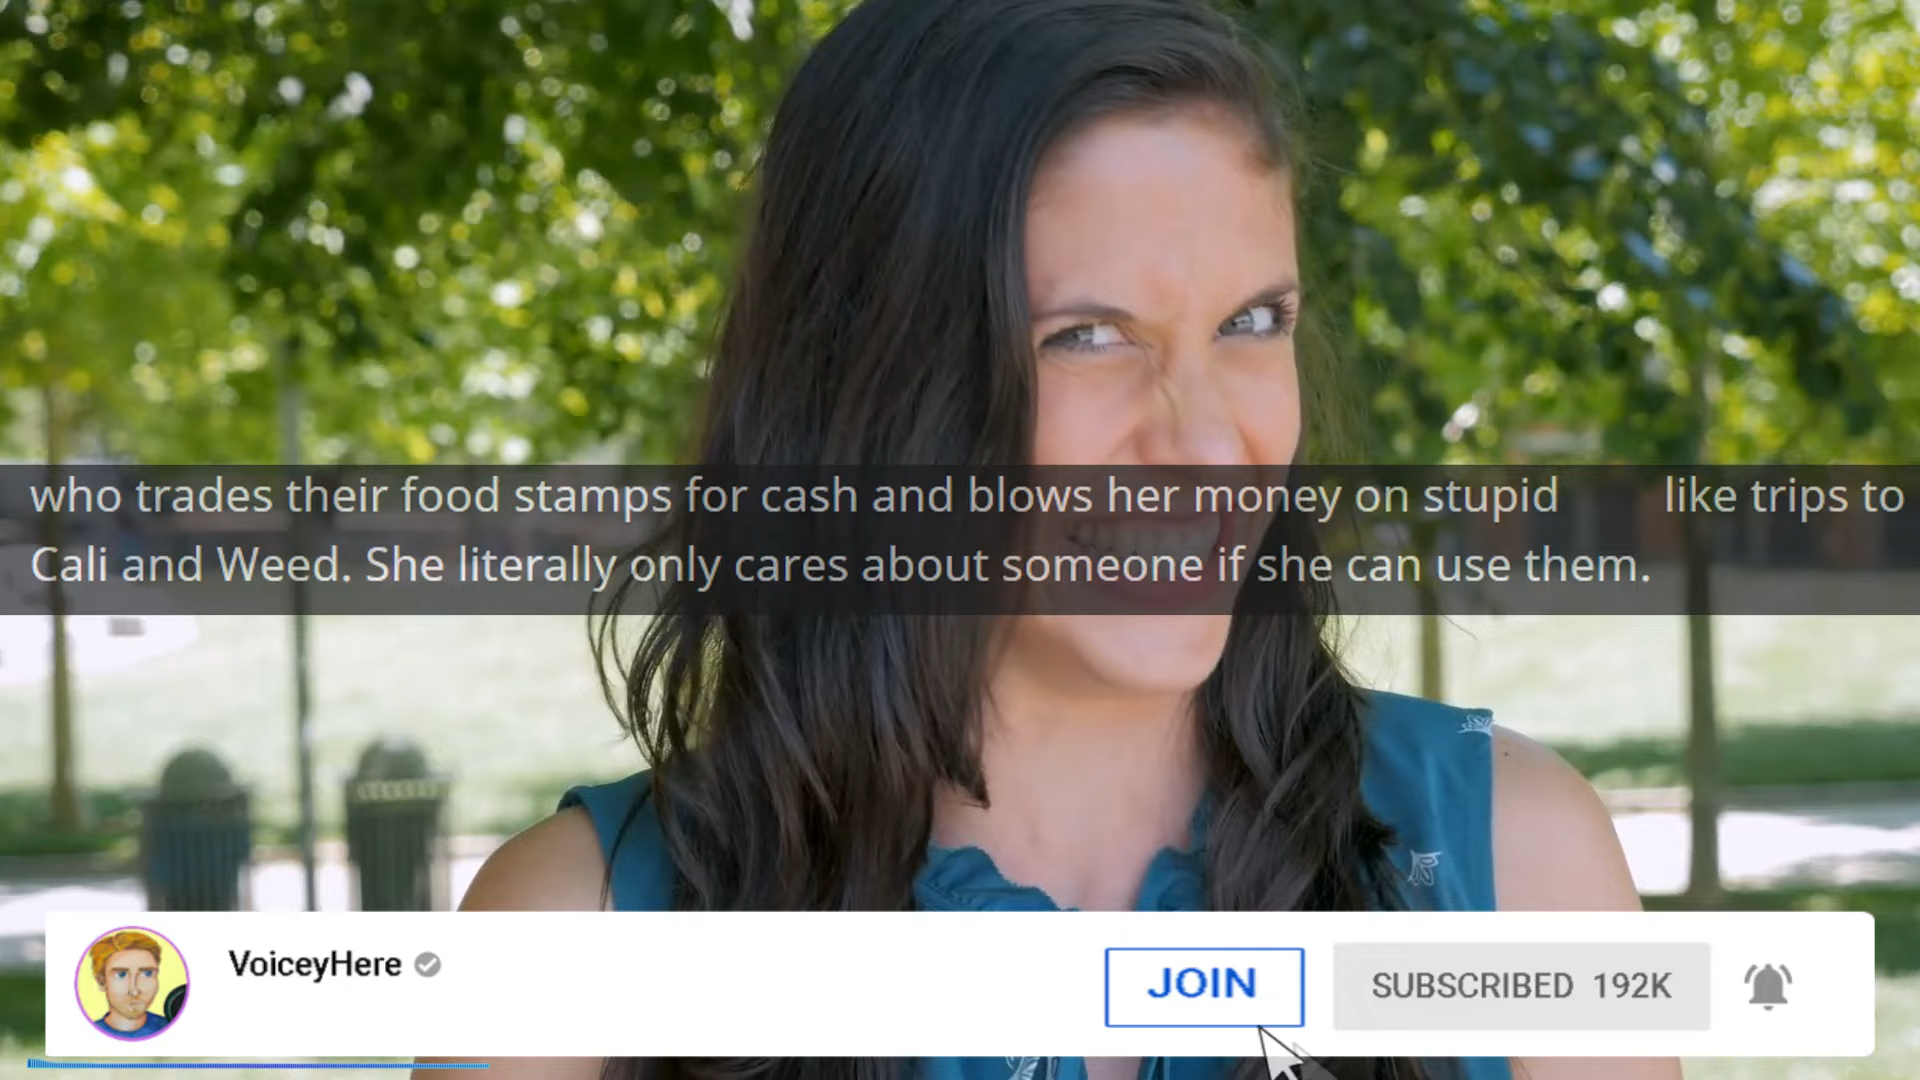 who trades their food stamps for cash and blows her money on stupid like trips to
Cali and Weed. She literally only cares about someone if she can use them.
VoiceyHere
JOIN
SUBSCRIBED 192K